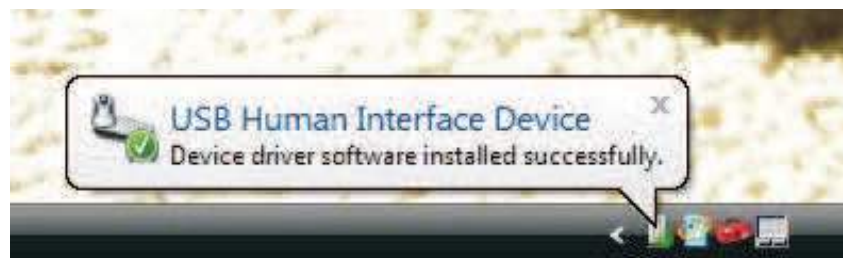 USB Human Interface Device
Device driver software installed successfully.